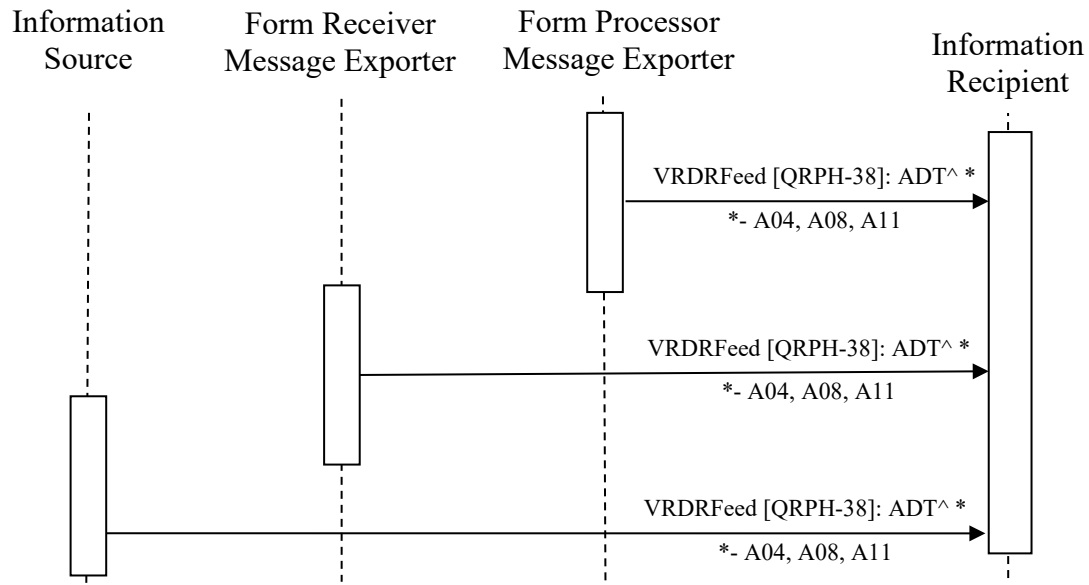 Information
Source
Form Receiver
Message Exporter
Form Processor
Message Exporter
Information
Recipient
VRDRFeed [QRPH-38]: ADT^ *
*- A04, A08, A11
VRDRFeed [QRPH-38]: ADT^ *
*- A04, A08, A11
VRDRFeed [QRPH-38]: ADT^ *
*- A04, A08, A11